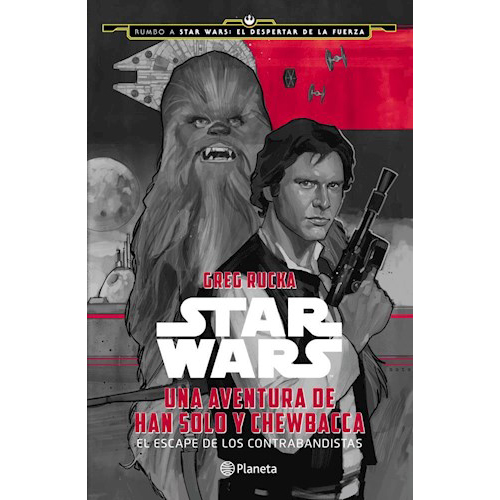 RUMBO A STAR WARS: EL DESPERTAR DE LA FUERZA
GREG RUCKA
STAR
WARS
UNA AVENTURA DE
HAN SOLO Y CHEWBACCA
EL ESCAPE DE LOS CONTRABANDISTAS
Planeta